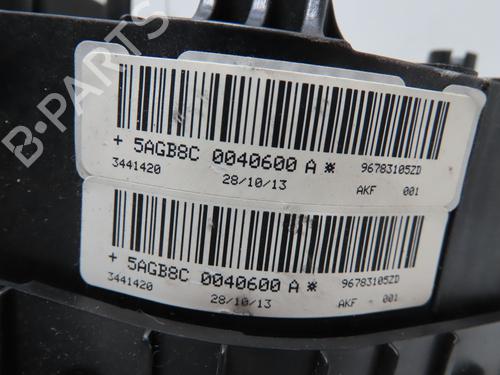 B-PARTS
+ 5AGB8C 0040600 A * 96783105ZD
3441420 28/10/13 AKF 001
+ 5AGB8C 0040600 A * 96783105ZD
3441420 28/10/13 AKF 001